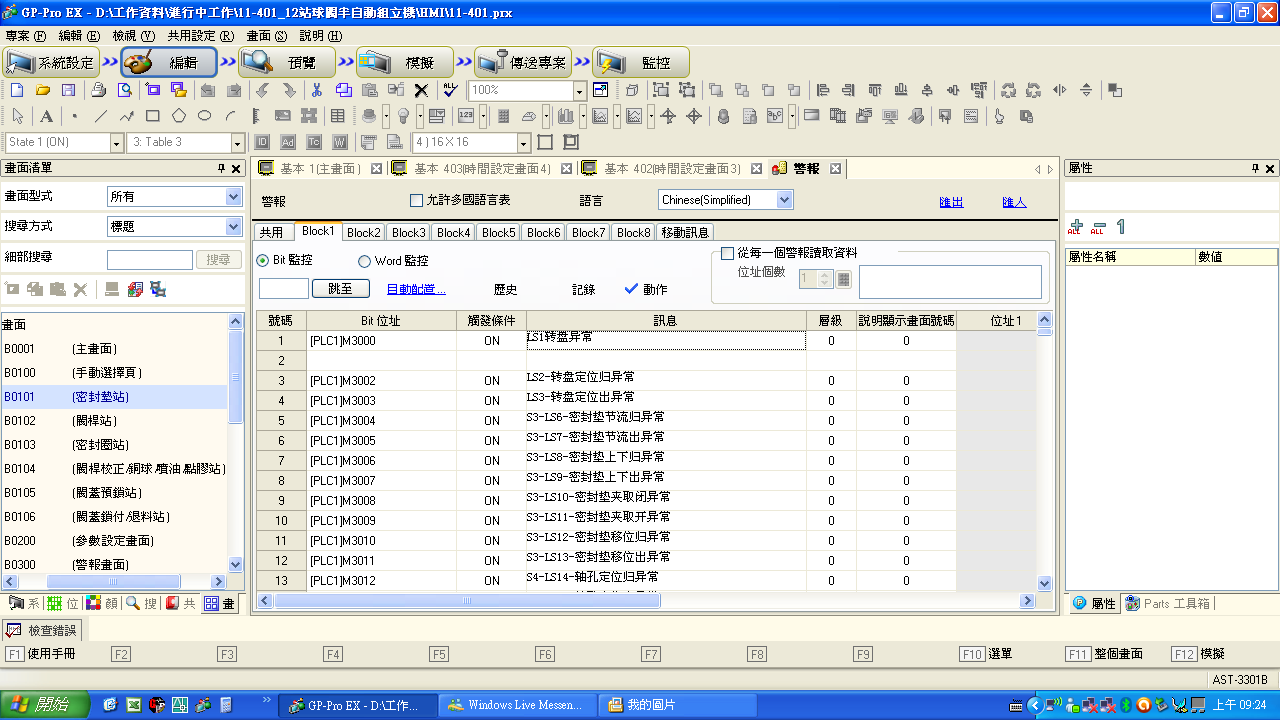 GP-Pro EX - D:\工作資料\進行中工作\11-401_12站球閥半自動組立機\HMI\11-401.prx
專案 (F) 編輯 (E) 檢視 (Y) 共用設定 (R) 畫面 (S) 說明 (H)
系統設定 編輯 預覽 模擬 傳送專案 監控
100%
State 1 (ON) 3: Table 3 ID Ad Tc W 4 ) 16 X 16
畫面清單
基本 1(主畫面) 基本 403(時間設定畫面4) 基本 402(時間設定畫面3) 警報
屬性
畫面型式 所有
警報 允許多國語言表 語言 Chinese(Simplified) 匯出 匯入
搜尋方式 標題
共用 Block1 Block2 Block3 Block4 Block5 Block6 Block7 Block8 移動訊息
細部搜尋 搜尋
Bit 監控 Word 監控
從每一個警報讀取資料
位址個數 1
跳至 自動配置... 歷史 記錄 動作
ALL ALL
屬性名稱 數值
號碼 Bit 位址 觸發條件 訊息 層級 說明顯示畫面號碼 位址 1
1 [PLC1]M3000 ON LS1转盘异常 0 0
2
3 [PLC1]M3002 ON LS2-转盘定位归异常 0 0
4 [PLC1]M3003 ON LS3-转盘定位出异常 0 0
5 [PLC1]M3004 ON S3-LS6-密封垫节流归异常 0 0
6 [PLC1]M3005 ON S3-LS7-密封垫节流出异常 0 0
7 [PLC1]M3006 ON S3-LS8-密封垫上下归异常 0 0
8 [PLC1]M3007 ON S3-LS9-密封垫上下出异常 0 0
9 [PLC1]M3008 ON S3-LS10-密封垫夹取闭异常 0 0
10 [PLC1]M3009 ON S3-LS11-密封垫夹取开异常 0 0
11 [PLC1]M3010 ON S3-LS12-密封垫移位归异常 0 0
12 [PLC1]M3011 ON S3-LS13-密封垫移位出异常 0 0
13 [PLC1]M3012 ON S4-LS14-轴孔定位归异常 0 0
畫面
B0001 (主畫面)
B0100 (手動選擇頁)
B0101 (密封墊站)
B0102 (閥桿站)
B0103 (密封圈站)
B0104 (閥桿校正/鋼球/噴油/點膠站)
B0105 (閥蓋預鎖站)
B0106 (閥蓋鎖付/退料站)
B0200 (參數設定畫面)
B0300 (警報畫面)
系 位 顏 搜 共 畫
屬性 Parts 工具箱
檢查錯誤
F1 使用手冊 F2 F3 F4 F5 F6 F7 F8 F9 F10 選單 F11 整個畫面 F12 模擬
AST-3301B
開始 GP-Pro EX - D:\工作... Windows Live Messen... 我的圖片 上午 09:24